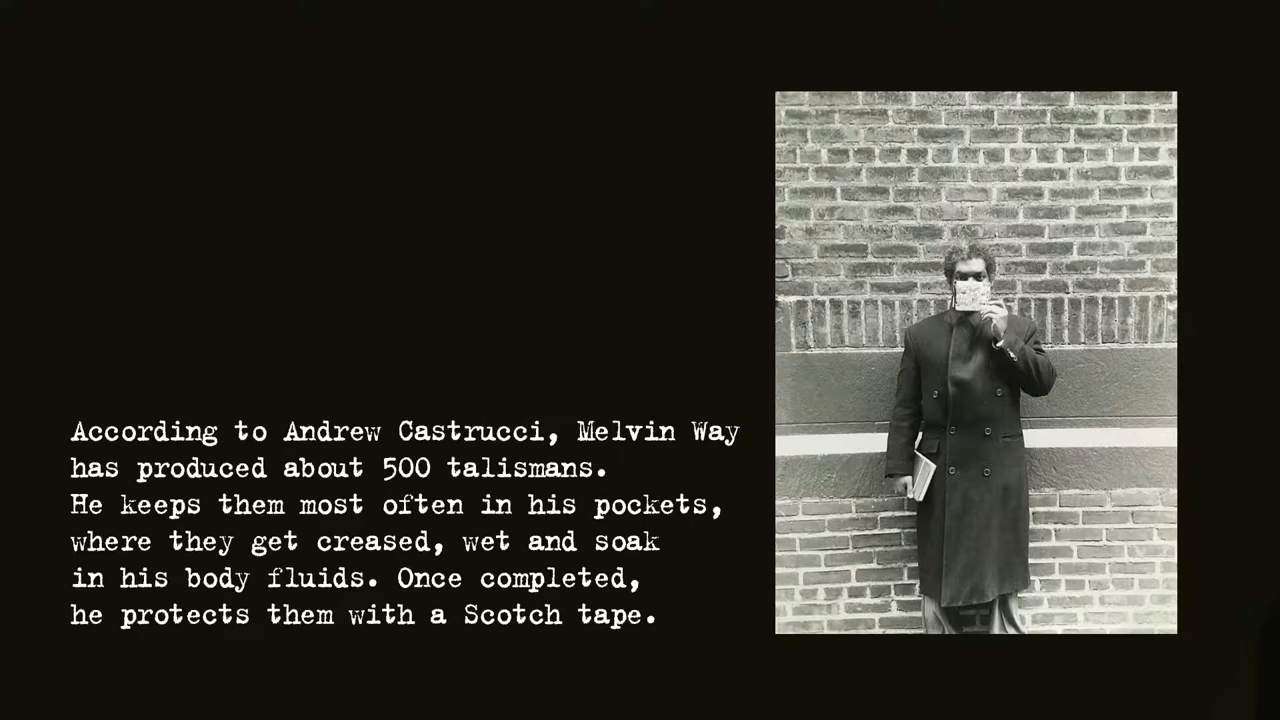 According to Andrew Castrucci, Melvin Way
has produced about 500 talismans.
He keeps them most often in his pockets,
where they get creased, wet and soak
in his body fluids. Once completed,
he protects them with a Scotch tape.